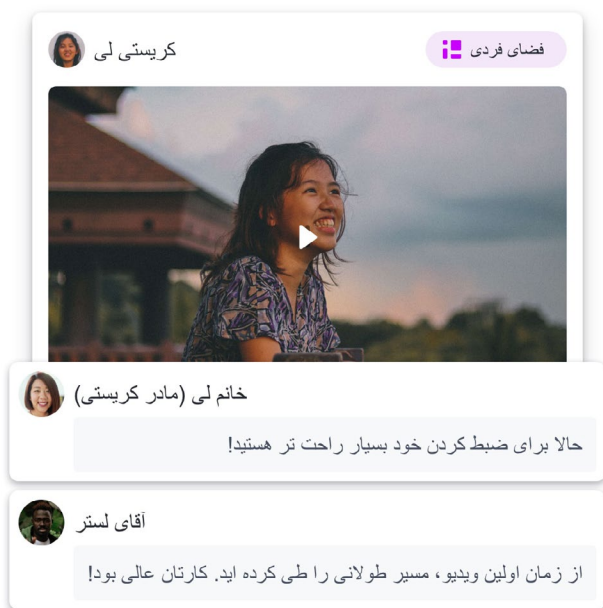 کریستی لی
فضای فردی
خانم لی (مادر کریستی)
حالا برای ضبط کردن خود بسیار راحت تر هستید!
آقای لستر
از زمان اولین ویدیو، مسیر طولانی را طی کرده اید. کارتان عالی بود!